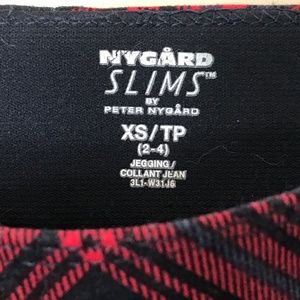 NYGÅRD
SLIMS™
BY
PETER NYGÅRD
XS/TP
(2-4)
JEGGING/
COLLANT JEAN
3L1-W31J6